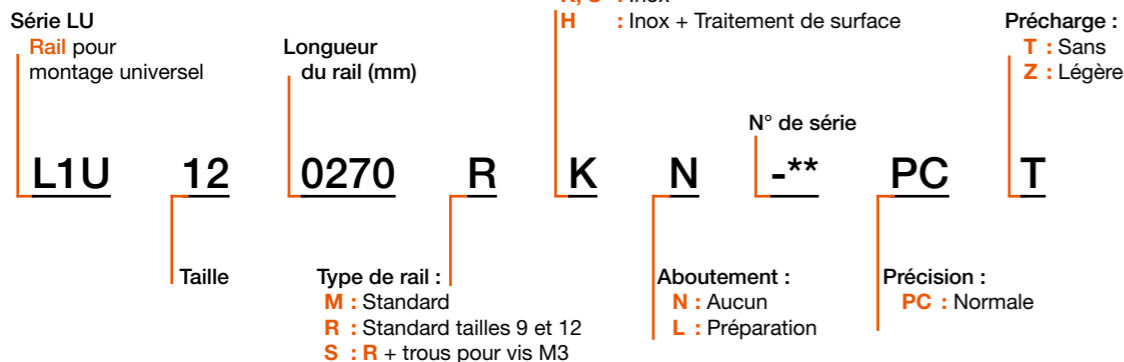 Série LU
Rail pour
montage universel
Longueur
du rail (mm)
: Inox
H : Inox + Traitement de surface
Précharge :
T : Sans
Z : Légère
N° de série
L1U 12 0270 R K N -** PC T
Taille
Type de rail :
M : Standard
R : Standard tailles 9 et 12
S : R + trous pour vis M3
Aboutement :
N : Aucun
L : Préparation
Précision :
PC : Normale